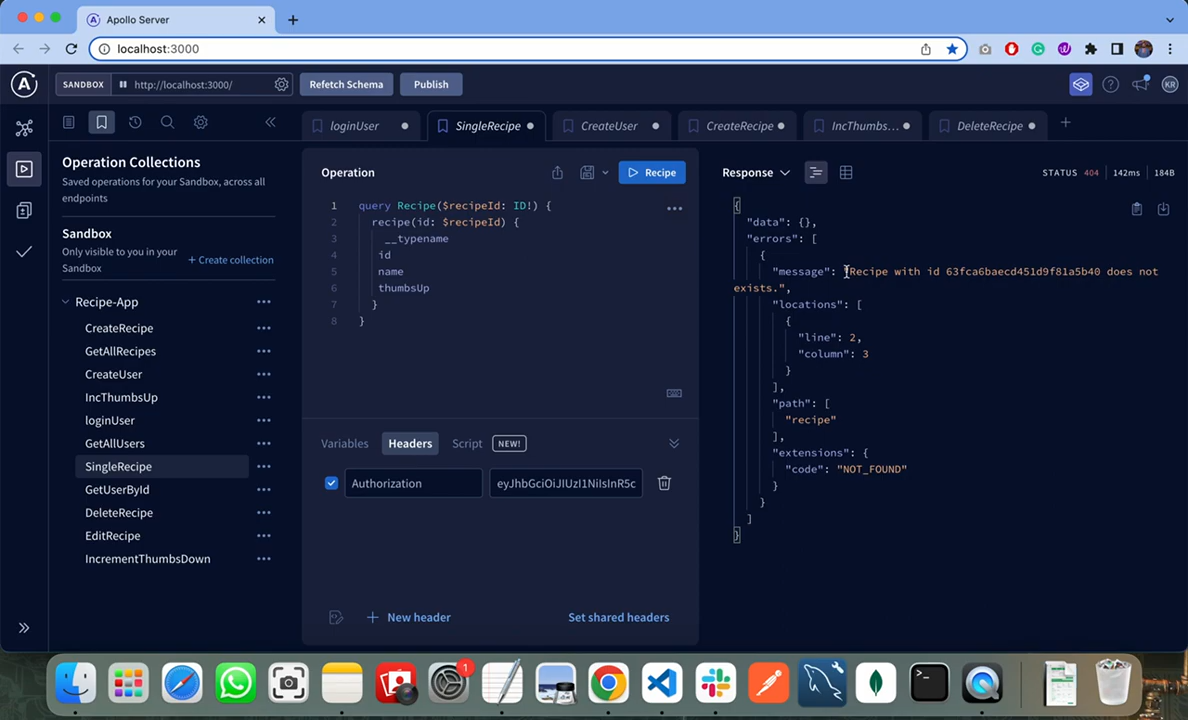 Apollo Server
localhost:3000
SANDBOX http://localhost:3000/ Refetch Schema Publish KR
loginUser SingleRecipe CreateUser CreateRecipe IncThumbs... DeleteRecipe
Operation Collections
Saved operations for your Sandbox, across all
endpoints
Sandbox
Only visible to you in your
Sandbox
+ Create collection
Recipe-App
CreateRecipe
GetAllRecipes
CreateUser
IncThumbsUp
loginUser
GetAllUsers
SingleRecipe
GetUserById
DeleteRecipe
EditRecipe
IncrementThumbsDown
Operation Recipe
1 query Recipe($recipeId: ID!) {
2 recipe(id: $recipeId) {
3 __typename
4 id
5 name
6 thumbsUp
7 }
8 }
Variables Headers Script NEW!
Authorization eyJhbGciOiJIUzI1NiIsInR5c
New header Set shared headers
Response STATUS 404 142ms 184B
{
"data": {},
"errors": [
{
"message": "Recipe with id 63fca6baecd451d9f81a5b40 does not
exists.",
"locations": [
{
"line": 2,
"column": 3
}
],
"path": [
"recipe"
],
"extensions": {
"code": "NOT_FOUND"
}
}
]
}
1